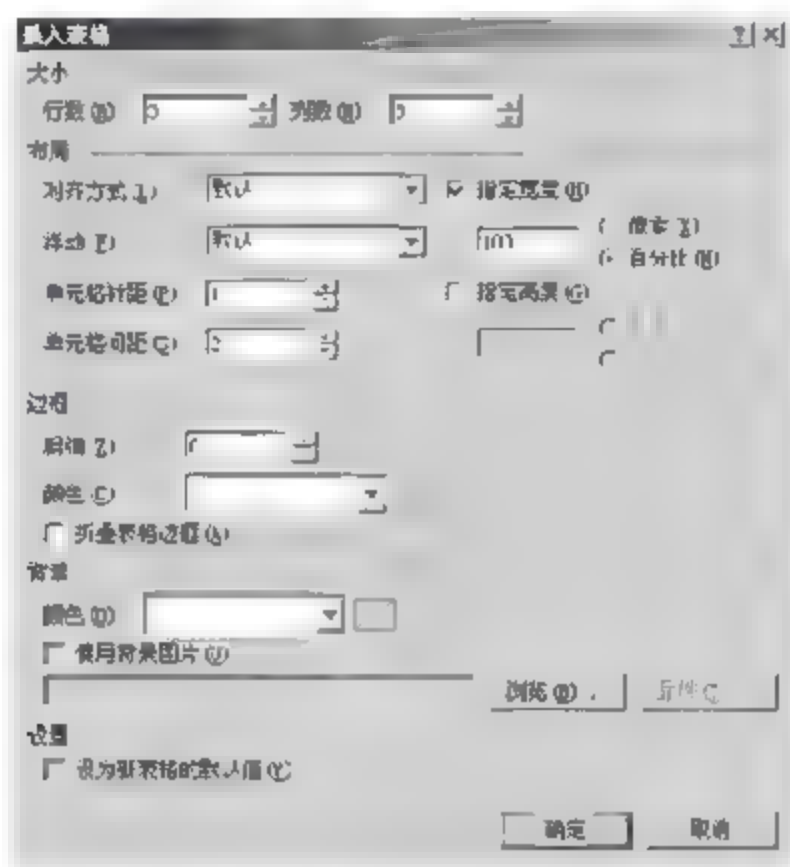 插入表格
大小
行数(R) 列数(M)
布局
对齐方式(L) 默认 指定宽度(H)
浮动(F) 默认 100 像素(X)
百分比(N)
单元格衬距(P) 1 指定高度(G)
单元格间距(C) 2
边框
粗细(Z)
颜色(E)
折叠表格边框(A)
背景
颜色(D)
使用背景图片(U)
浏览(B)
设置
设为新表格的默认值(Y)
确定 取消